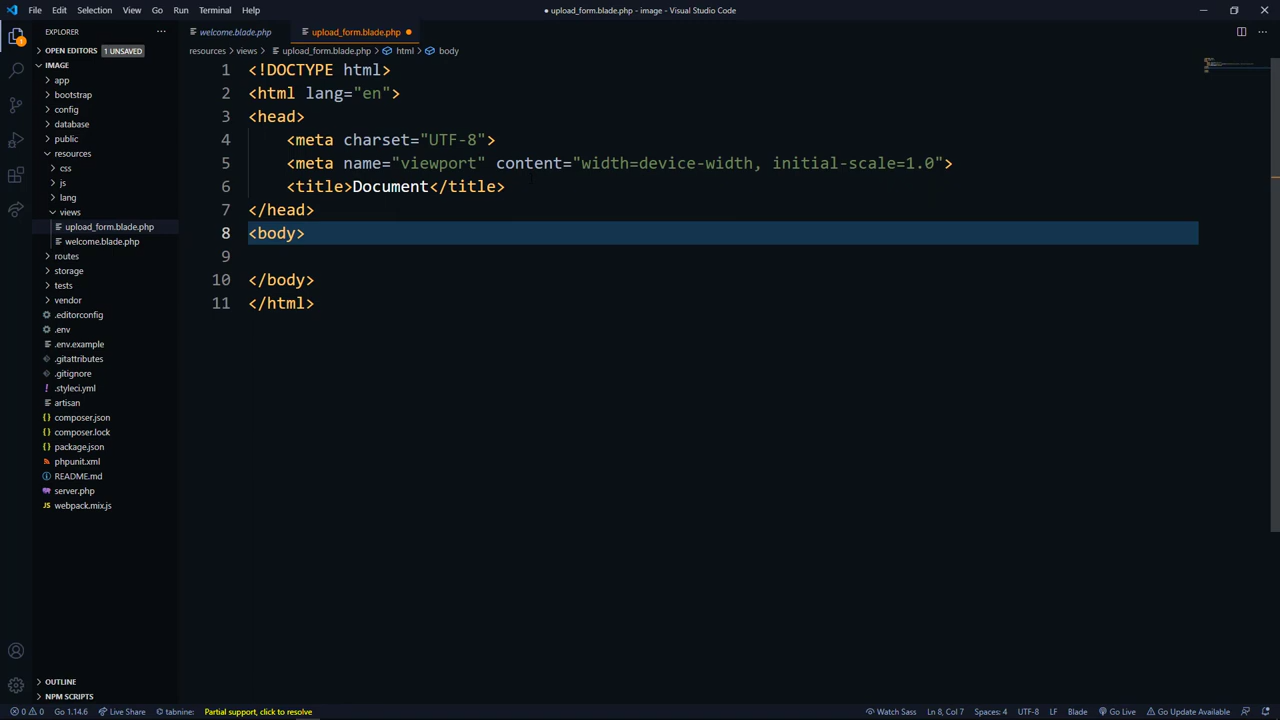 File Edit Selection View Go Run Terminal Help
● upload_form.blade.php - image - Visual Studio Code
EXPLORER ...
OPEN EDITORS 1 UNSAVED
IMAGE
app
bootstrap
config
database
public
resources
css
js
lang
views
upload_form.blade.php
welcome.blade.php
routes
storage
tests
vendor
.editorconfig
.env
.env.example
.gitattributes
.gitignore
.styleci.yml
artisan
composer.json
composer.lock
package.json
phpunit.xml
README.md
server.php
webpack.mix.js
OUTLINE
NPM SCRIPTS
welcome.blade.php upload_form.blade.php
resources > views > upload_form.blade.php > html > body
1 <!DOCTYPE html>
2 <html lang="en">
3 <head>
4 <meta charset="UTF-8">
5 <meta name="viewport" content="width=device-width, initial-scale=1.0">
6 <title>Document</title>
7 </head>
8 <body>
9
10 </body>
11 </html>
0 0 Go 1.14.6 Live Share tabnine: Partial support, click to resolve Watch Sass Ln 8, Col 7 Spaces: 4 UTF-8 LF Blade Go Live Go Update Available